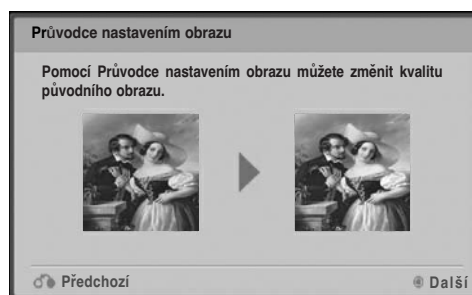 Průvodce nastavením obrazu
Pomocí Průvodce nastavením obrazu můžete změnit kvalitu
původního obrazu.
Předchozí
Další